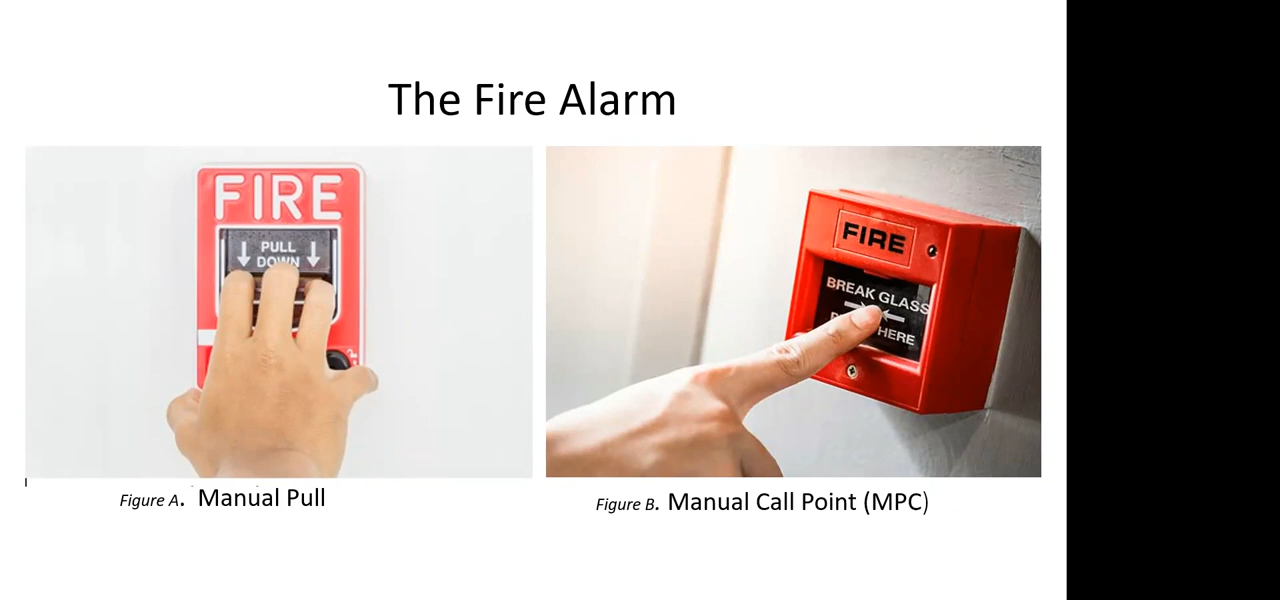 The Fire Alarm
FIRE
PULL
DOWN
FIRE
BREAK GLASS
HERE
Figure A. Manual Pull
Figure B. Manual Call Point (MPC)